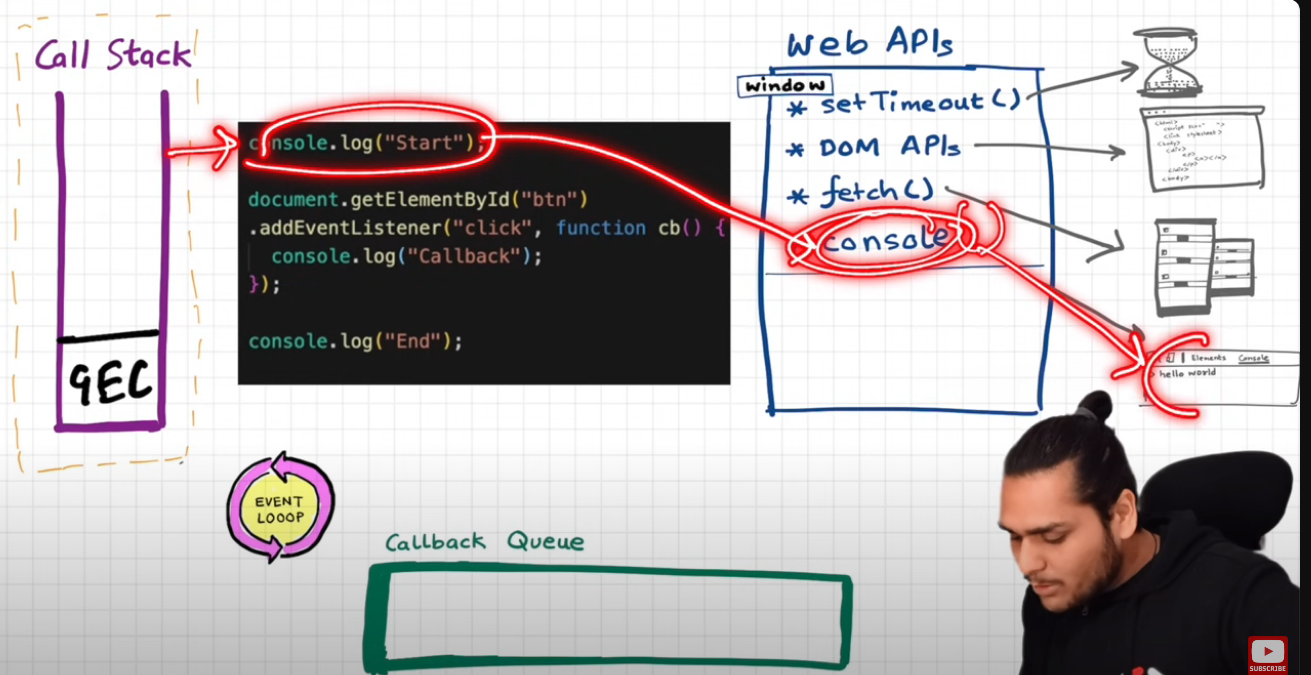 Call Stack
GEC
console.log("Start");
document.getElementById("btn")
.addEventListener("click", function cb() {
console.log("Callback");
});
console.log("End");
Web APIs
window
* setTimeout()
* DOM APIs
* fetch()
console
Elements Console
> hello world
EVENT
LOOOP
Callback Queue
SUBSCRIBE